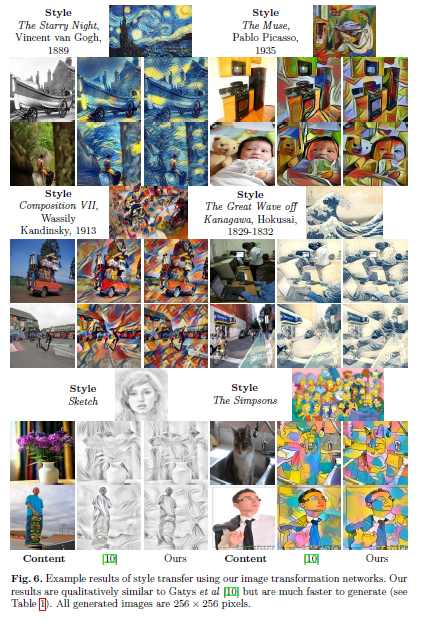 Style
The Starry Night,
Vincent van Gogh,
1889
Style
The Muse,
Pablo Picasso,
1935
Style
Composition VII,
Wassily
Kandinsky, 1913
Style
The Great Wave off
Kanagawa, Hokusai,
1829-1832
Style
Sketch
Style
The Simpsons
Content [10] Ours Content [10] Ours
Fig. 6. Example results of style transfer using our image transformation networks. Our
results are qualitatively similar to Gatys et al [10] but are much faster to generate (see
Table 1). All generated images are 256 × 256 pixels.